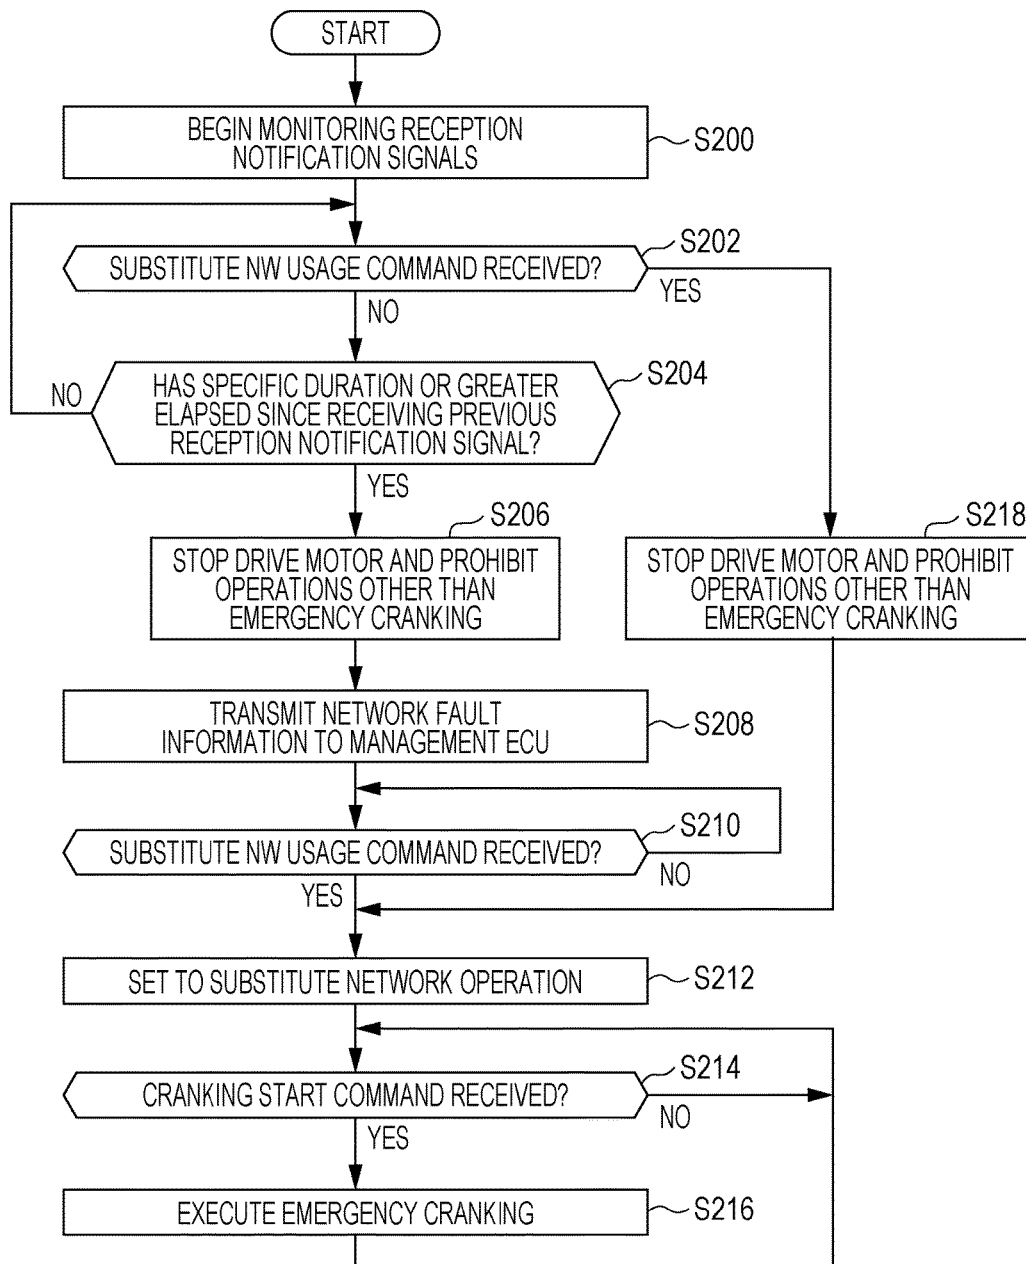 START
BEGIN MONITORING RECEPTION
NOTIFICATION SIGNALS
S200
SUBSTITUTE NW USAGE COMMAND RECEIVED?
S202
YES
NO
HAS SPECIFIC DURATION OR GREATER
ELAPSED SINCE RECEIVING PREVIOUS
RECEPTION NOTIFICATION SIGNAL?
S204
NO
YES
S206
STOP DRIVE MOTOR AND PROHIBIT
OPERATIONS OTHER THAN
EMERGENCY CRANKING
S218
STOP DRIVE MOTOR AND PROHIBIT
OPERATIONS OTHER THAN
EMERGENCY CRANKING
TRANSMIT NETWORK FAULT
INFORMATION TO MANAGEMENT ECU
S208
SUBSTITUTE NW USAGE COMMAND RECEIVED?
S210
NO
YES
SET TO SUBSTITUTE NETWORK OPERATION
S212
CRANKING START COMMAND RECEIVED?
S214
NO
YES
EXECUTE EMERGENCY CRANKING
S216